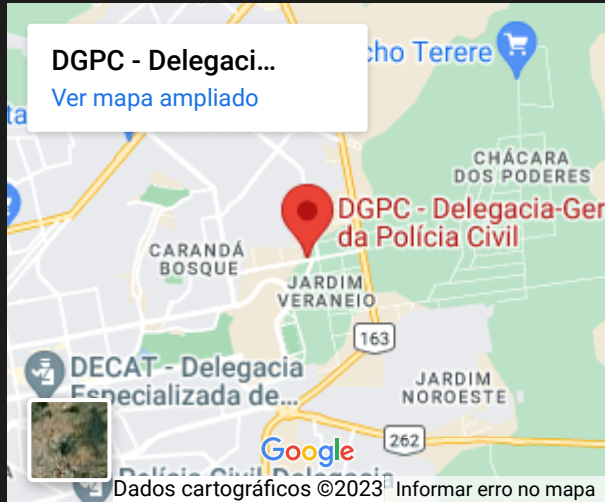 DGPC - Delegaci...
Ver mapa ampliado
cho Terere
ta
CHÁCARA
DOS PODERES
DGPC - Delegacia-Ger
da Polícia Civil
CARANDÁ
BOSQUE
JARDIM
VERANEIO
163
DECAT - Delegacia
Especializada de...
JARDIM
NOROESTE
Google
262
Polícia Civil Delegacia
Dados cartográficos ©2023
Informar erro no mapa